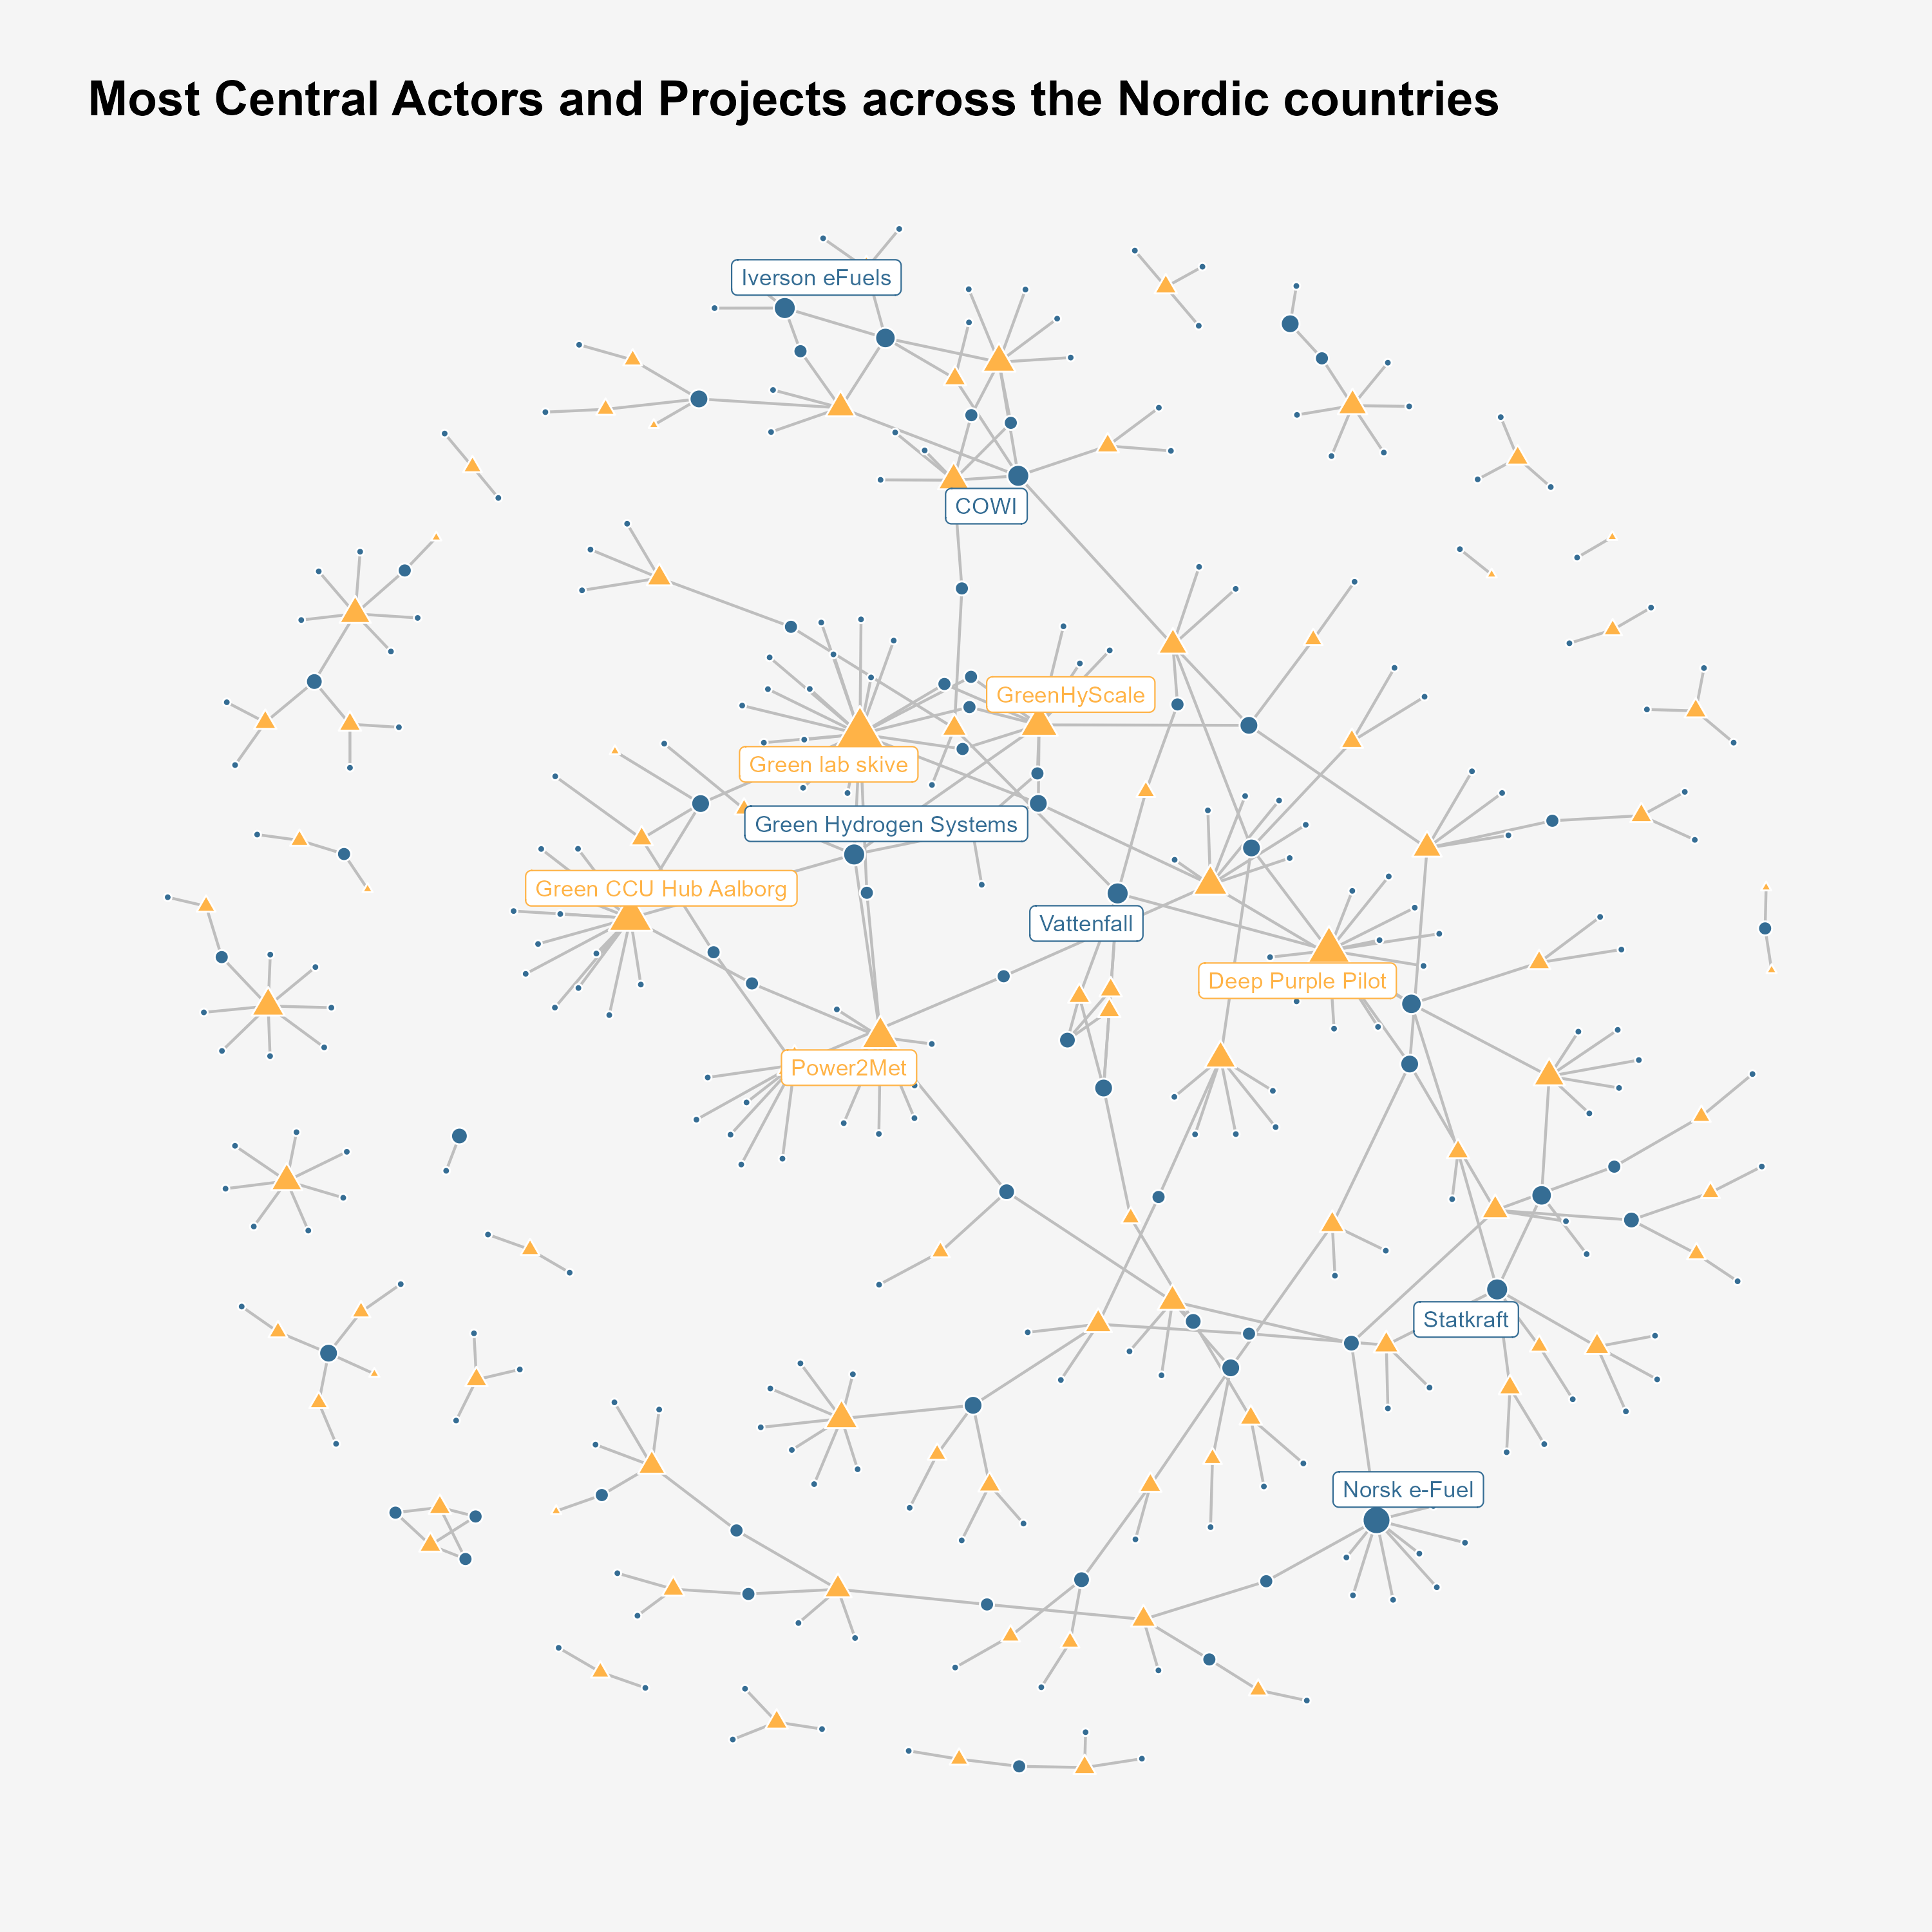 Most Central Actors and Projects across the Nordic countries
Iverson eFuels
COWI
GreenHyScale
Green lab skive
Green Hydrogen Systems
Green CCU Hub Aalborg
Vattenfall
Deep Purple Pilot
Power2Met
Statkraft
Norsk e-Fuel